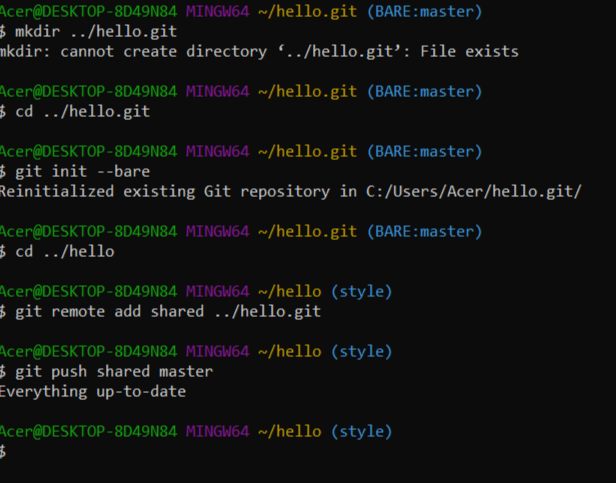 Acer@DESKTOP-8D49N84 MINGW64 ~/hello.git (BARE:master)
$ mkdir ../hello.git
mkdir: cannot create directory ‘../hello.git’: File exists
Acer@DESKTOP-8D49N84 MINGW64 ~/hello.git (BARE:master)
$ cd ../hello.git
Acer@DESKTOP-8D49N84 MINGW64 ~/hello.git (BARE:master)
$ git init --bare
Reinitialized existing Git repository in C:/Users/Acer/hello.git/
Acer@DESKTOP-8D49N84 MINGW64 ~/hello.git (BARE:master)
$ cd ../hello
Acer@DESKTOP-8D49N84 MINGW64 ~/hello (style)
$ git remote add shared ../hello.git
Acer@DESKTOP-8D49N84 MINGW64 ~/hello (style)
$ git push shared master
Everything up-to-date
Acer@DESKTOP-8D49N84 MINGW64 ~/hello (style)
$